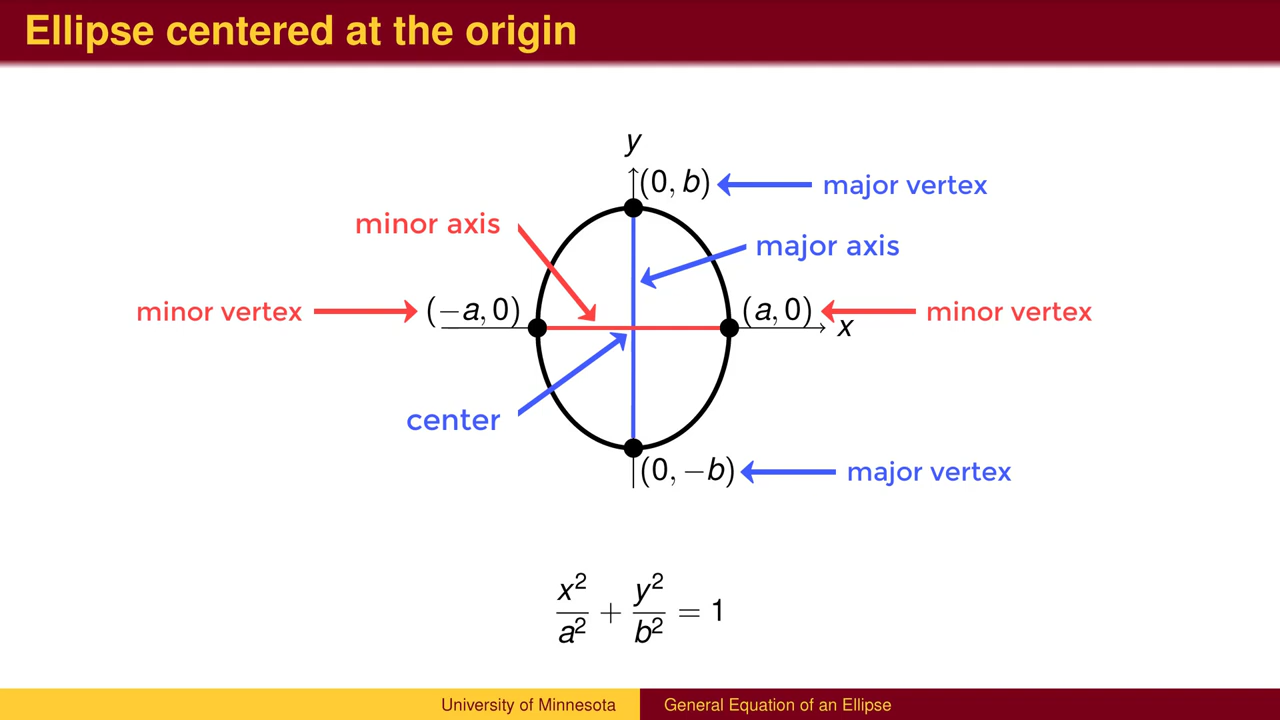 Ellipse centered at the origin
y
(0, b)
major vertex
minor axis
major axis
minor vertex
(−a, 0)
(a, 0)
minor vertex
x
center
(0, −b)
major vertex
x²/a² + y²/b² = 1
University of Minnesota
General Equation of an Ellipse